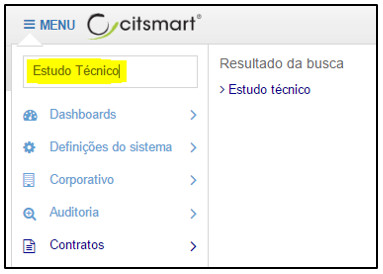 MENU citsmart®
Estudo Técnico
Dashboards
Definições do sistema
Corporativo
Auditoria
Contratos
Resultado da busca
> Estudo técnico